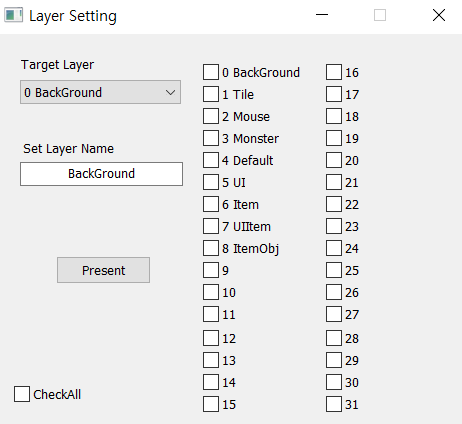 Layer Setting
Target Layer
0 BackGround
Set Layer Name
BackGround
Present
CheckAll
0 BackGround
1 Tile
2 Mouse
3 Monster
4 Default
5 UI
6 Item
7 UIItem
8 ItemObj
9
10
11
12
13
14
15
16
17
18
19
20
21
22
23
24
25
26
27
28
29
30
31